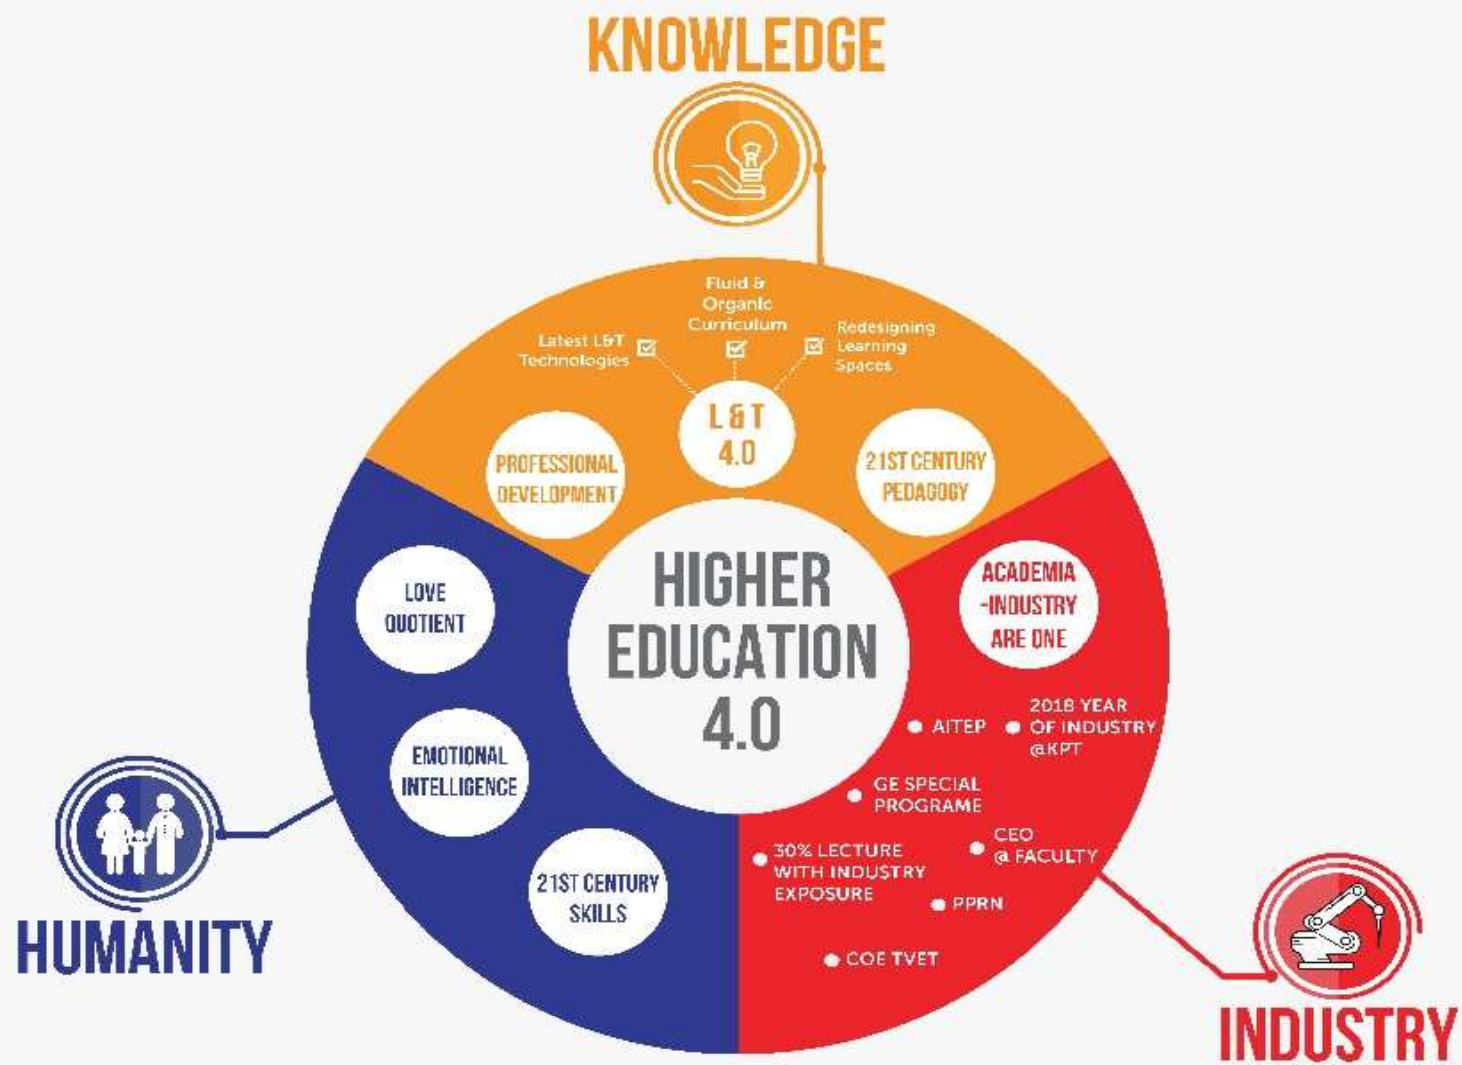 KNOWLEDGE
Fluid &
Organic
Curriculum
Latest L&T
Technologies
Redesigning
Learning
Spaces
L & T
4.0
PROFESSIONAL
DEVELOPMENT
21ST CENTURY
PEDAGOGY
HIGHER
EDUCATION
4.0
LOVE
QUOTIENT
EMOTIONAL
INTELLIGENCE
21ST CENTURY
SKILLS
HUMANITY
ACADEMIA
-INDUSTRY
ARE ONE
AITEP
2018 YEAR
OF INDUSTRY
@KPT
GE SPECIAL
PROGRAME
CEO
@ FACULTY
30% LECTURE
WITH INDUSTRY
EXPOSURE
PPRN
COE TVET
INDUSTRY